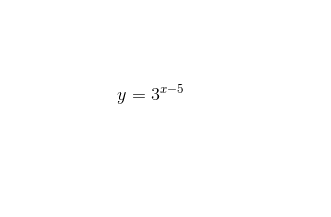 y = 3^{x-5}